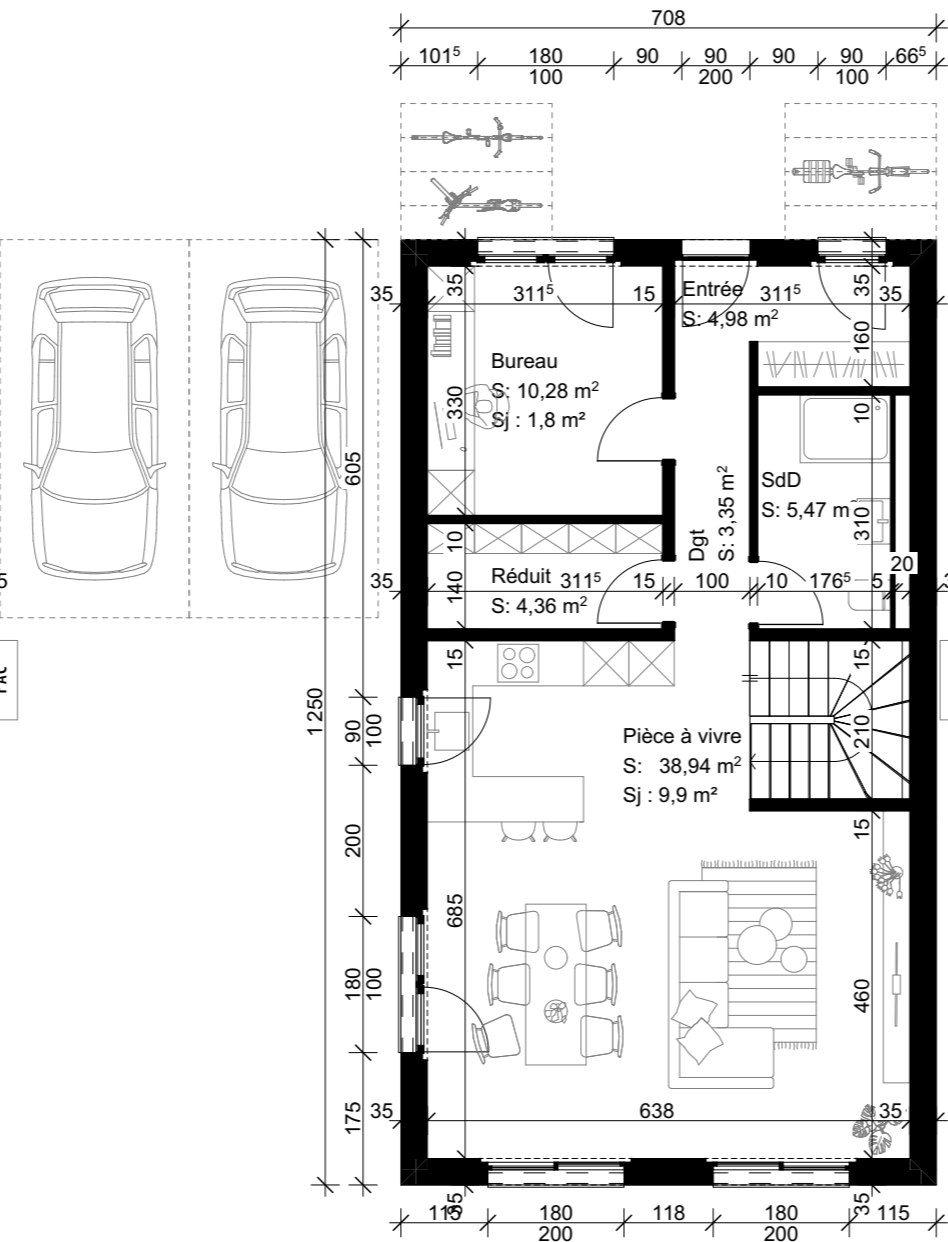 708
101⁵ 180 90 90 90 90 66⁵
100 200 100
35 35 311⁵ 15 Entrée 311⁵ 35 35
S: 4,98 m²
160
Bureau
S: 10,28 m²
Sj : 1,8 m²
330
10
605
SdD
S: 5,47 m²
310
Dgt
S: 3,35 m²
10
20
35 140 Réduit 311⁵ 15 100 10 176⁵ 5
S: 4,36 m²
15 15
1 250
90
100
210
Pièce à vivre
S: 38,94 m²
Sj : 9,9 m²
200
15
685
180
100
460
175 35 638 35
35 35
115 180 118 180 115
200 200